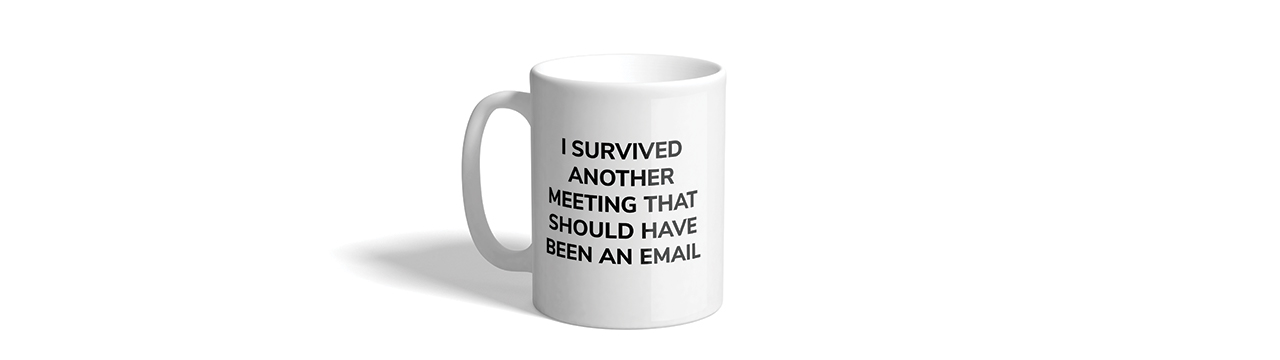 I SURVIVED
ANOTHER
MEETING THAT
SHOULD HAVE
BEEN AN EMAIL